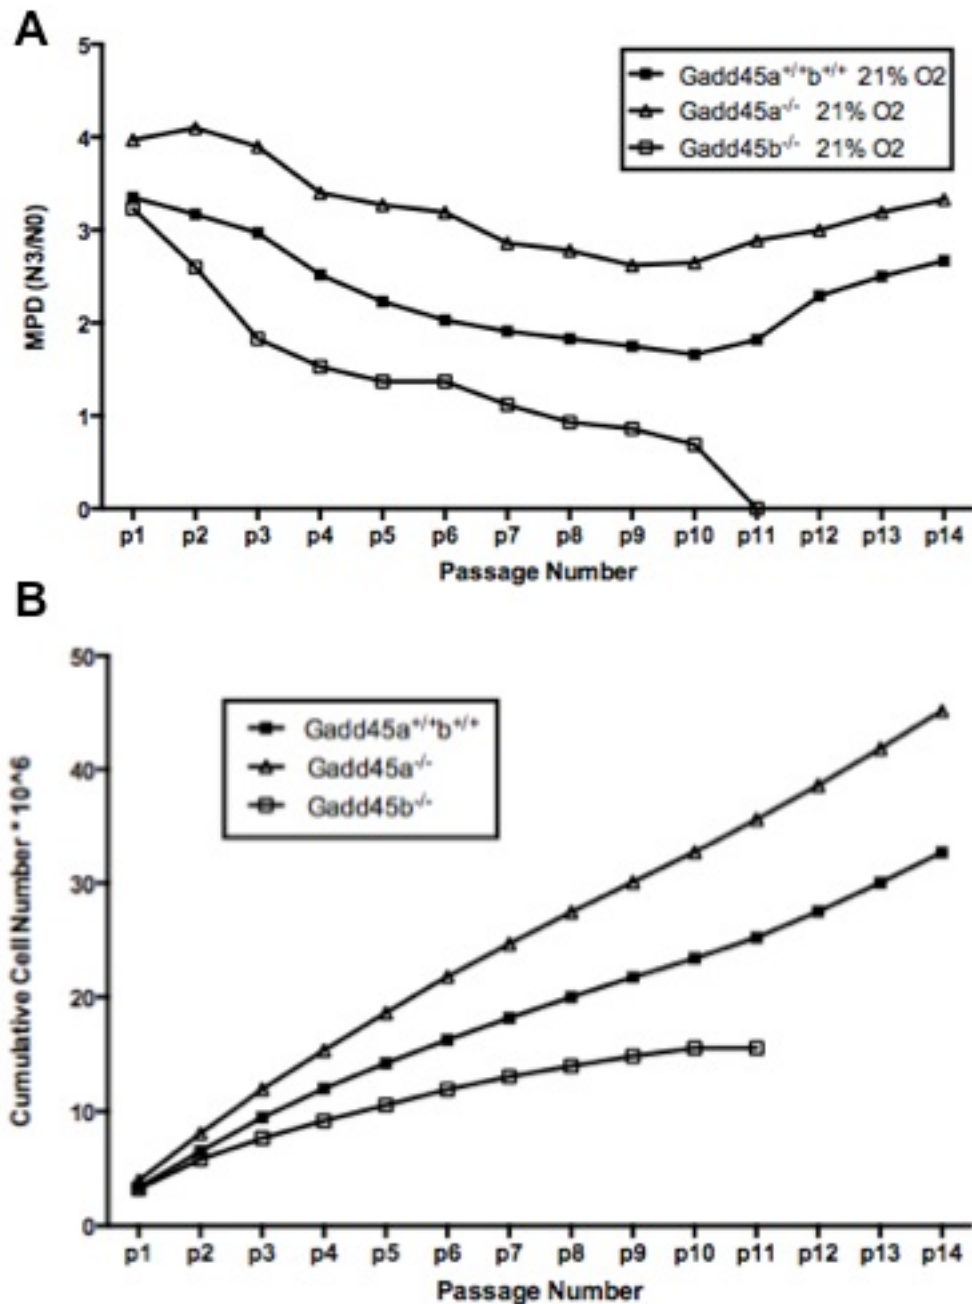 A
5
4
3
2
1
0
MPD (N3/N0)
Gadd45a+/+b+/+ 21% O2
Gadd45a-/- 21% O2
Gadd45b-/- 21% O2
p1 p2 p3 p4 p5 p6 p7 p8 p9 p10 p11 p12 p13 p14
Passage Number
B
50
40
30
20
10
0
Cumulative Cell Number * 10^6
Gadd45a+/+b+/+
Gadd45a-/-
Gadd45b-/-
p1 p2 p3 p4 p5 p6 p7 p8 p9 p10 p11 p12 p13 p14
Passage Number